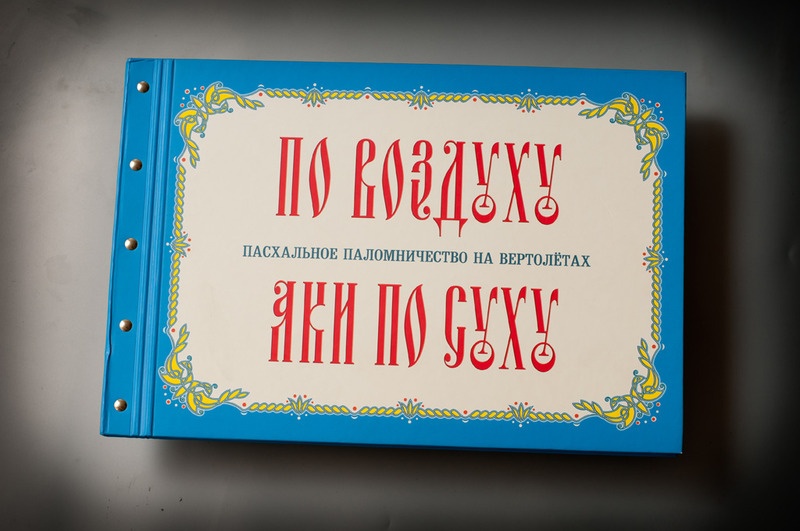 ПО ВОЗДУХУ
ПАСХАЛЬНОЕ ПАЛОМНИЧЕСТВО НА ВЕРТОЛЁТАХ
АКИ ПО СУХУ